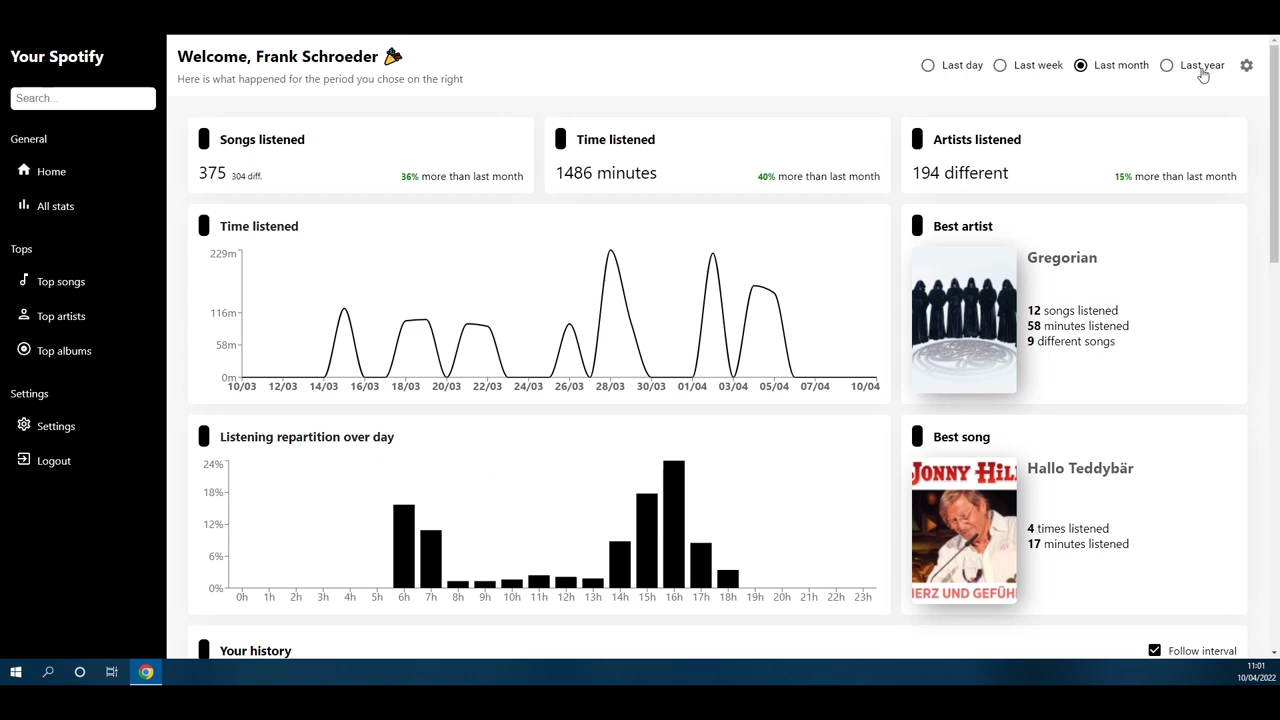 Your Spotify
Search...
General
Home
All stats
Tops
Top songs
Top artists
Top albums
Settings
Settings
Logout
Welcome, Frank Schroeder 🎉
Here is what happened for the period you chose on the right
Last day
Last week
Last month
Last year
Songs listened
375 304 diff.
36% more than last month
Time listened
1486 minutes
40% more than last month
Artists listened
194 different
15% more than last month
Time listened
229m
116m
58m
0m
10/03 12/03 14/03 16/03 18/03 20/03 22/03 24/03 26/03 28/03 30/03 01/04 03/04 05/04 07/04 10/04
Best artist
Gregorian
12 songs listened
58 minutes listened
9 different songs
Listening repartition over day
24%
18%
12%
6%
0%
0h 1h 2h 3h 4h 5h 6h 7h 8h 9h 10h 11h 12h 13h 14h 15h 16h 17h 18h 19h 20h 21h 22h 23h
Best song
JONNY HIL
HERZ UND GEFÜH
Hallo Teddybär
4 times listened
17 minutes listened
Your history
Follow interval
11:01
10/04/2022